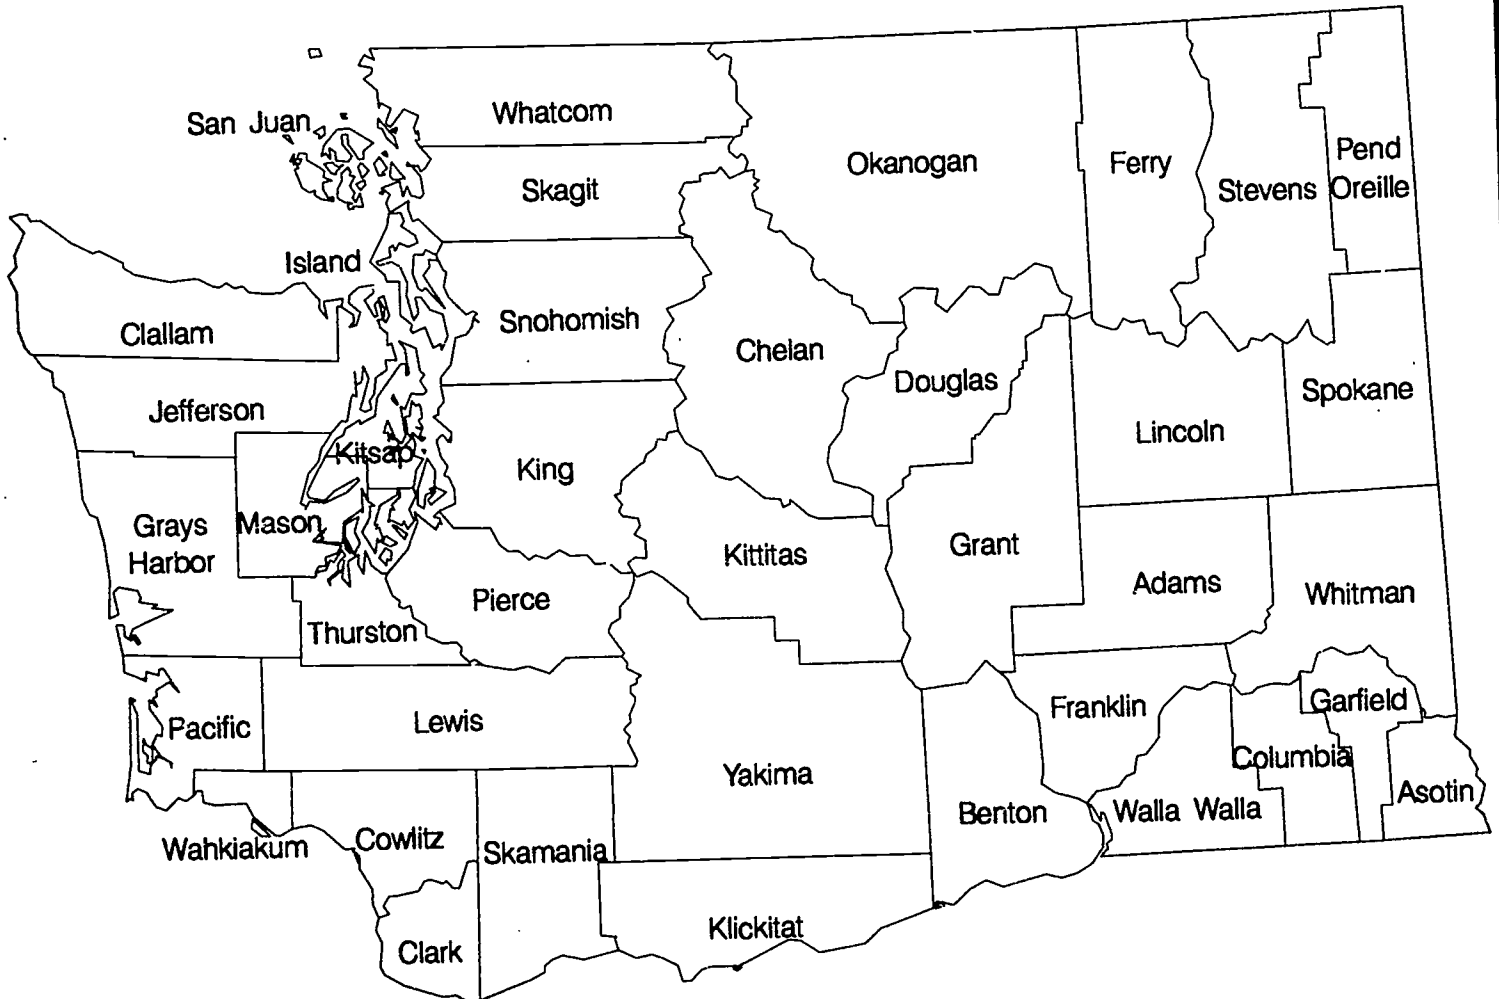 Whatcom
San Juan
Okanogan
Ferry
Pend
Oreille
Skagit
Stevens
Island
Clallam
Snohomish
Chelan
Douglas
Spokane
Jefferson
Lincoln
Kitsap
King
Grays
Harbor
Mason
Kittitas
Grant
Adams
Whitman
Pierce
Thurston
Pacific
Lewis
Franklin
Garfield
Columbia
Yakima
Asotin
Benton
Walla Walla
Wahkiakum
Cowlitz
Skamania
Klickitat
Clark